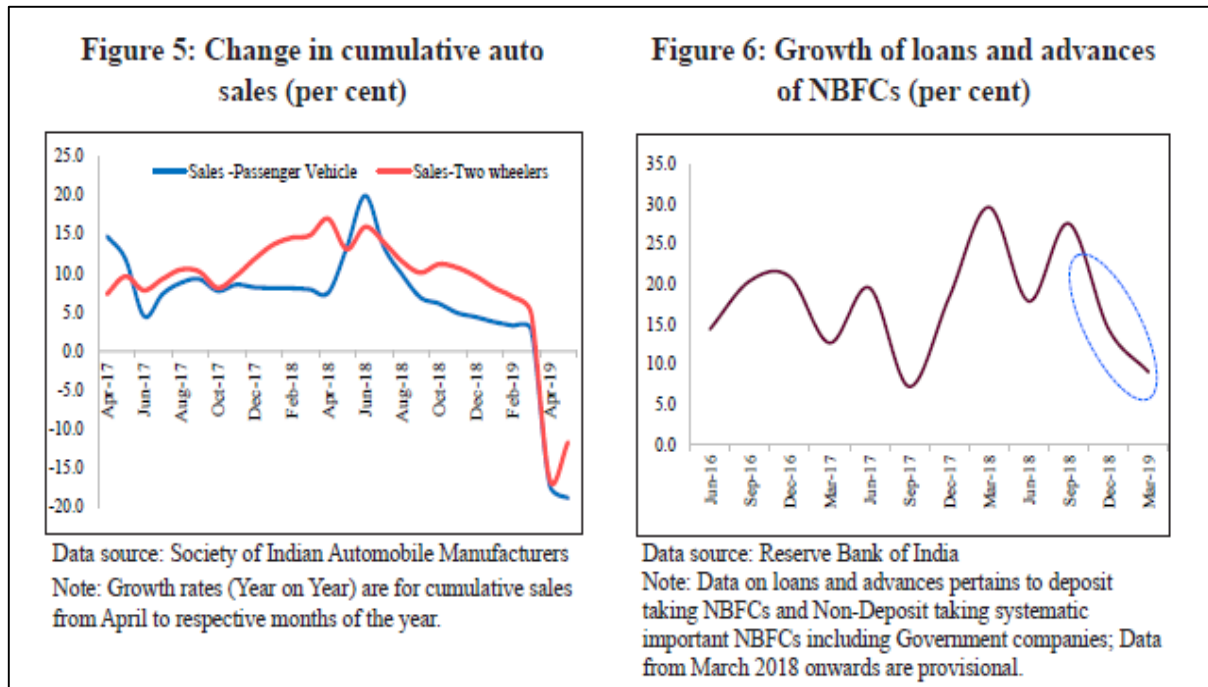 Figure 5: Change in cumulative auto
sales (per cent)
25.0
20.0
15.0
10.0
5.0
0.0
-5.0
-10.0
-15.0
-20.0
Sales -Passenger Vehicle
Sales-Two wheelers
Apr-17
Jun-17
Aug-17
Oct-17
Dec-17
Feb-18
Apr-18
Jun-18
Aug-18
Oct-18
Dec-18
Feb-19
Apr-19
Data source: Society of Indian Automobile Manufacturers
Note: Growth rates (Year on Year) are for cumulative sales
from April to respective months of the year.
Figure 6: Growth of loans and advances
of NBFCs (per cent)
35.0
30.0
25.0
20.0
15.0
10.0
5.0
0.0
Jun-16
Sep-16
Dec-16
Mar-17
Jun-17
Sep-17
Dec-17
Mar-18
Jun-18
Sep-18
Dec-18
Mar-19
Data source: Reserve Bank of India
Note: Data on loans and advances pertains to deposit
taking NBFCs and Non-Deposit taking systematic
important NBFCs including Government companies; Data
from March 2018 onwards are provisional.